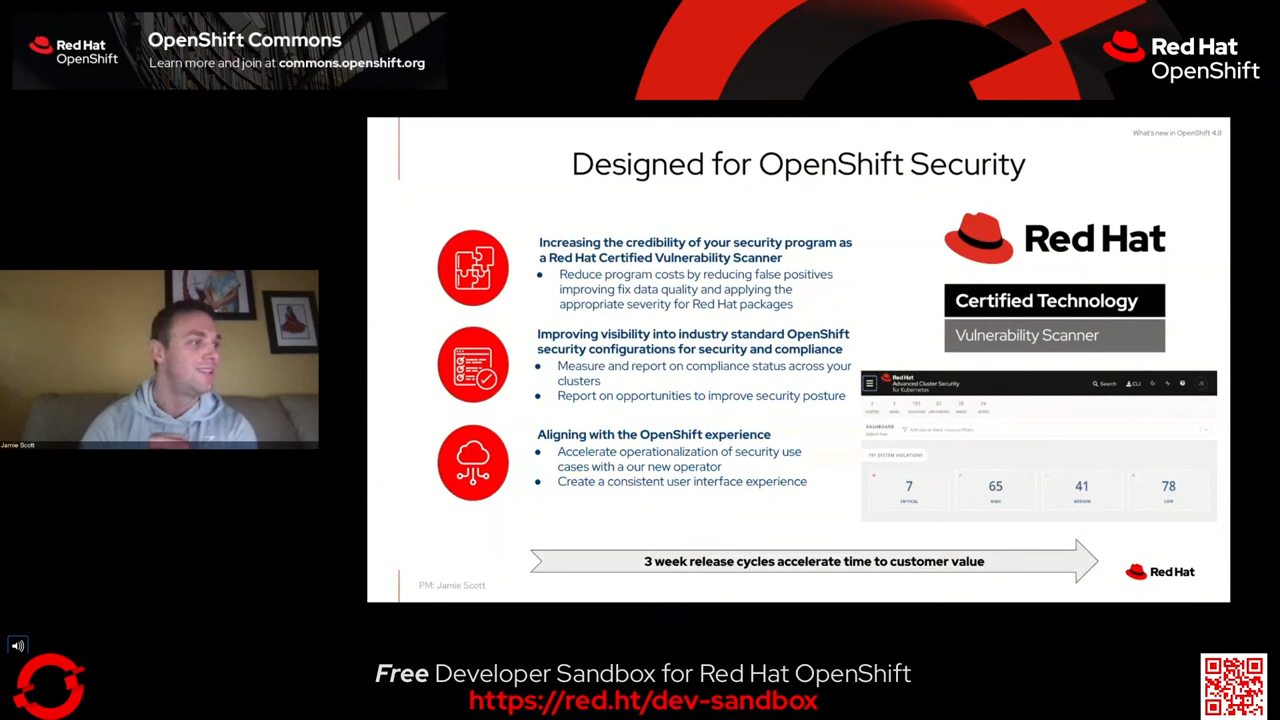 Red Hat
OpenShift
OpenShift Commons
Learn more and join at commons.openshift.org
Red Hat
OpenShift
What's new in OpenShift 4.8
Designed for OpenShift Security
Increasing the credibility of your security program as
a Red Hat Certified Vulnerability Scanner
● Reduce program costs by reducing false positives
improving fix data quality and applying the
appropriate severity for Red Hat packages
Improving visibility into industry standard OpenShift
security configurations for security and compliance
● Measure and report on compliance status across your
clusters
● Report on opportunities to improve security posture
Aligning with the OpenShift experience
● Accelerate operationalization of security use
cases with a our new operator
● Create a consistent user interface experience
Red Hat
Certified Technology
Vulnerability Scanner
Red Hat
Advanced Cluster Security
for Kubernetes
Search
CLI
DASHBOARD
191 SYSTEM VIOLATIONS
7
CRITICAL
65
HIGH
41
MEDIUM
78
LOW
3 week release cycles accelerate time to customer value
PM: Jamie Scott
Red Hat
Jamie Scott
Free Developer Sandbox for Red Hat OpenShift
https://red.ht/dev-sandbox